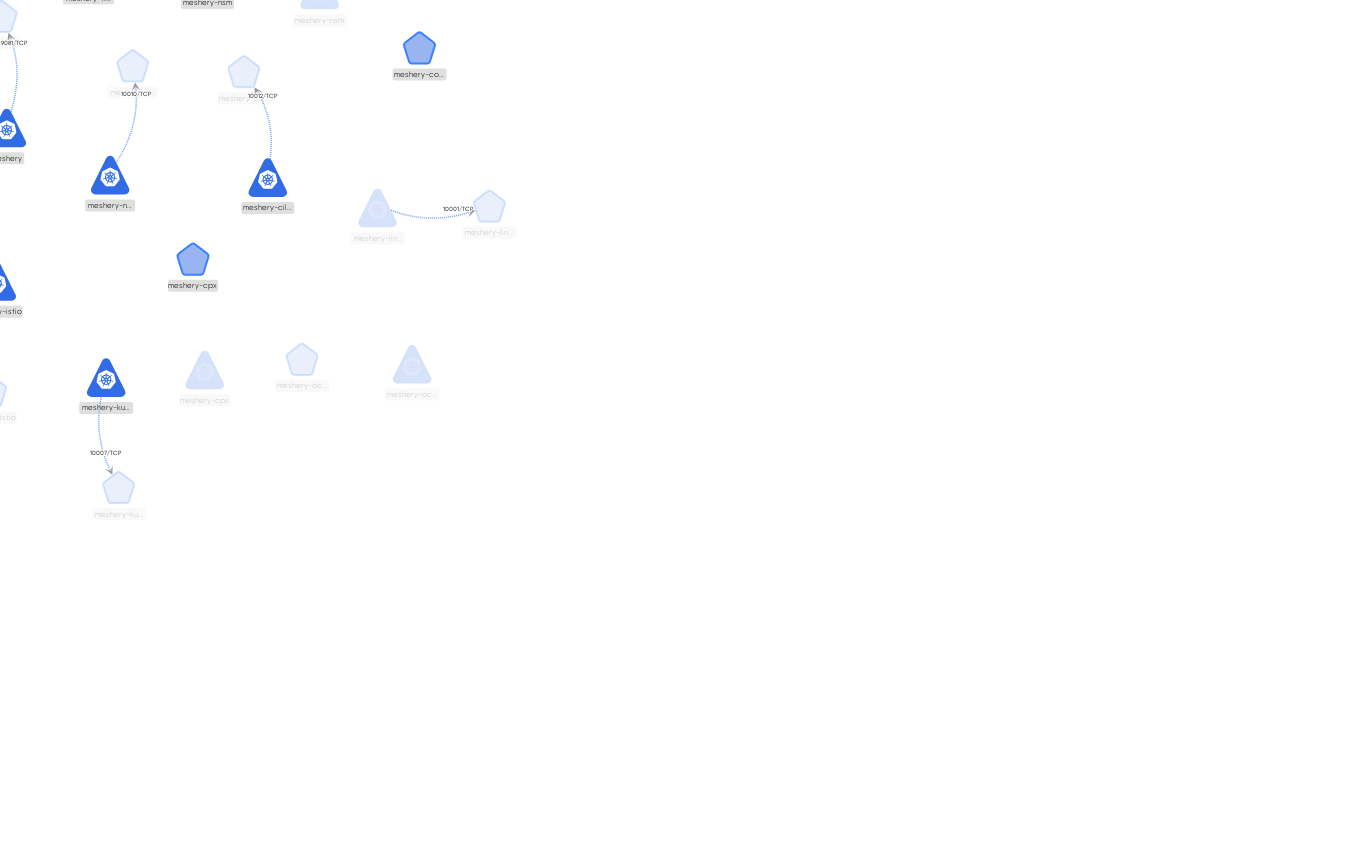 meshery-nsm
meshery-nsm
9081/TCP
meshery-co...
10010/TCP
meshery-c...
10012/TCP
meshery
meshery-n...
meshery-cil...
10001/TCP
meshery-lin...
meshery-lin...
meshery-cpx
y-istio
meshery-oc...
meshery-oc...
meshery-cpx
meshery-ku...
istio
10007/TCP
meshery-ku...